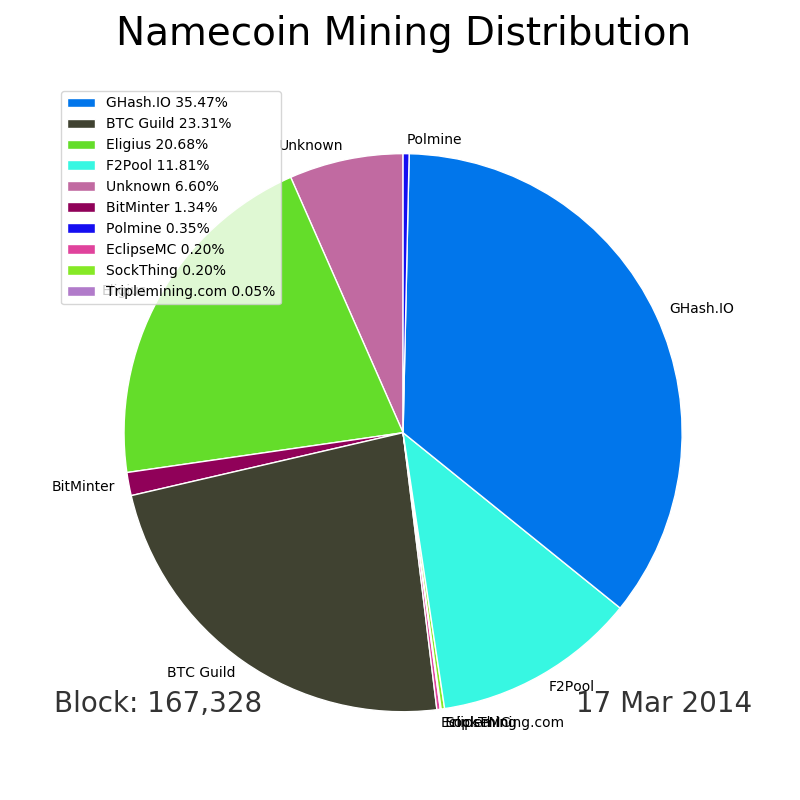 Namecoin Mining Distribution
GHash.IO 35.47%
BTC Guild 23.31%
Eligius 20.68%
F2Pool 11.81%
Unknown 6.60%
BitMinter 1.34%
Polmine 0.35%
EclipseMC 0.20%
SockThing 0.20%
Triplemining.com 0.05%
Unknown
Polmine
GHash.IO
BitMinter
BTC Guild
F2Pool
Block: 167,328
17 Mar 2014